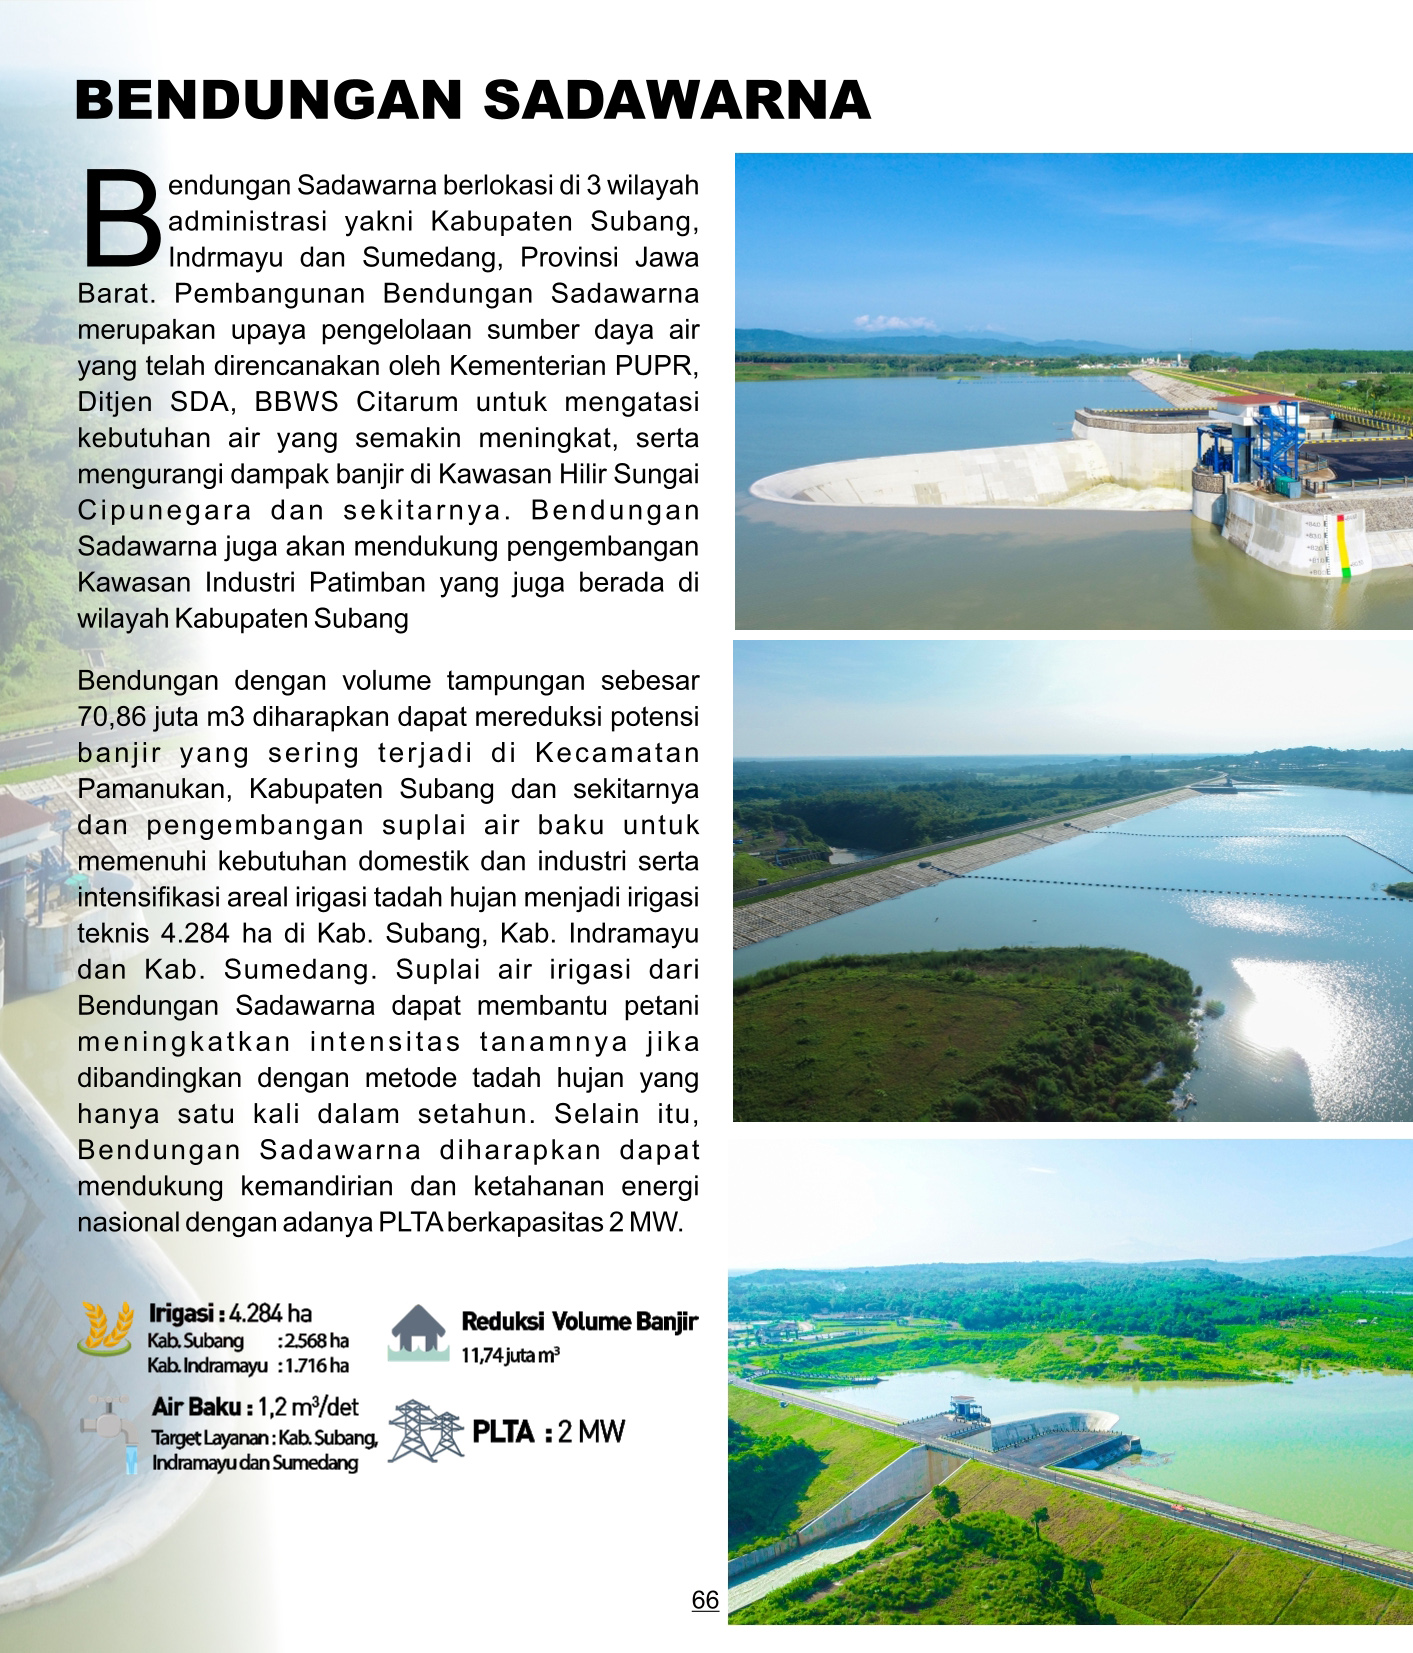 BENDUNGAN SADAWARNA
Bendungan Sadawarna berlokasi di 3 wilayah
administrasi yakni Kabupaten Subang,
Indrmayu dan Sumedang, Provinsi Jawa
Barat. Pembangunan Bendungan Sadawarna
merupakan upaya pengelolaan sumber daya air
yang telah direncanakan oleh Kementerian PUPR,
Ditjen SDA, BBWS Citarum untuk mengatasi
kebutuhan air yang semakin meningkat, serta
mengurangi dampak banjir di Kawasan Hilir Sungai
Cipunegara dan sekitarnya. Bendungan
Sadawarna juga akan mendukung pengembangan
Kawasan Industri Patimban yang juga berada di
wilayah Kabupaten Subang
Bendungan dengan volume tampungan sebesar
70,86 juta m3 diharapkan dapat mereduksi potensi
banjir yang sering terjadi di Kecamatan
Pamanukan, Kabupaten Subang dan sekitarnya
dan pengembangan suplai air baku untuk
memenuhi kebutuhan domestik dan industri serta
intensifikasi areal irigasi tadah hujan menjadi irigasi
teknis 4.284 ha di Kab. Subang, Kab. Indramayu
dan Kab. Sumedang. Suplai air irigasi dari
Bendungan Sadawarna dapat membantu petani
meningkatkan intensitas tanamnya jika
dibandingkan dengan metode tadah hujan yang
hanya satu kali dalam setahun. Selain itu,
Bendungan Sadawarna diharapkan dapat
mendukung kemandirian dan ketahanan energi
nasional dengan adanya PLTA berkapasitas 2 MW.
Irigasi : 4.284 ha
Kab. Subang : 2.568 ha
Kab. Indramayu : 1.716 ha
Reduksi Volume Banjir
11,74 juta m³
Air Baku : 1,2 m³/det
Target Layanan : Kab. Subang,
Indramayu dan Sumedang
PLTA : 2 MW
66